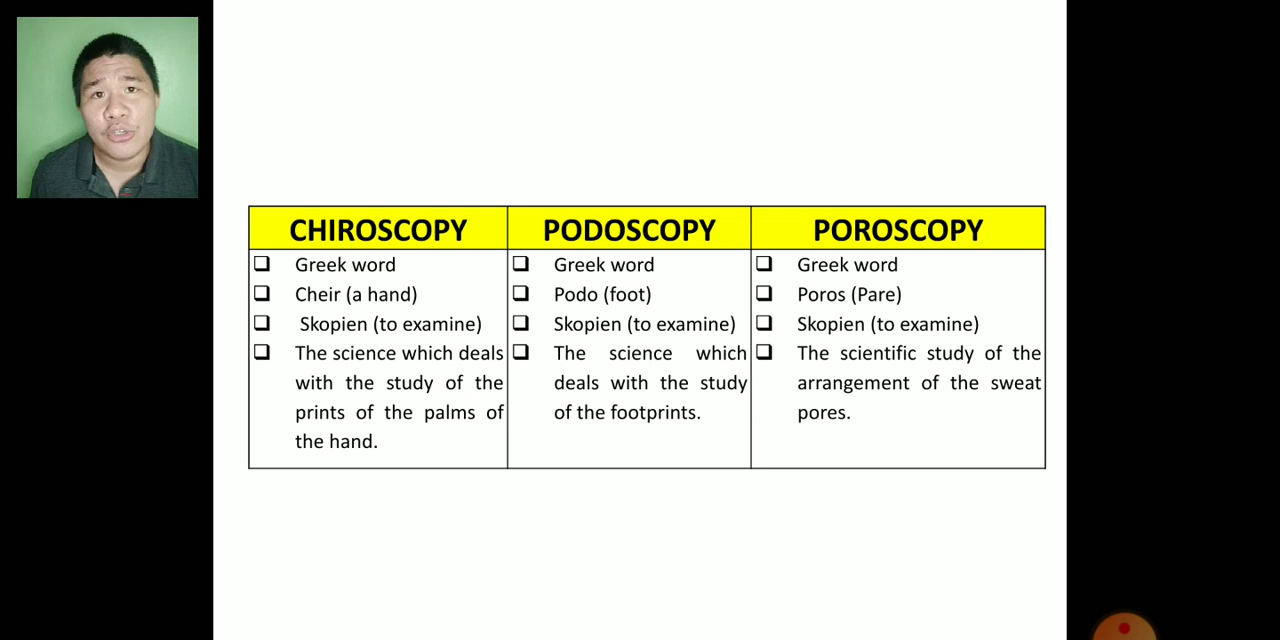 CHIROSCOPY
Greek word
Cheir (a hand)
Skopien (to examine)
The science which deals
with the study of the
prints of the palms of
the hand.
PODOSCOPY
Greek word
Podo (foot)
Skopien (to examine)
The science which
deals with the study
of the footprints.
POROSCOPY
Greek word
Poros (Pare)
Skopien (to examine)
The scientific study of the
arrangement of the sweat
pores.